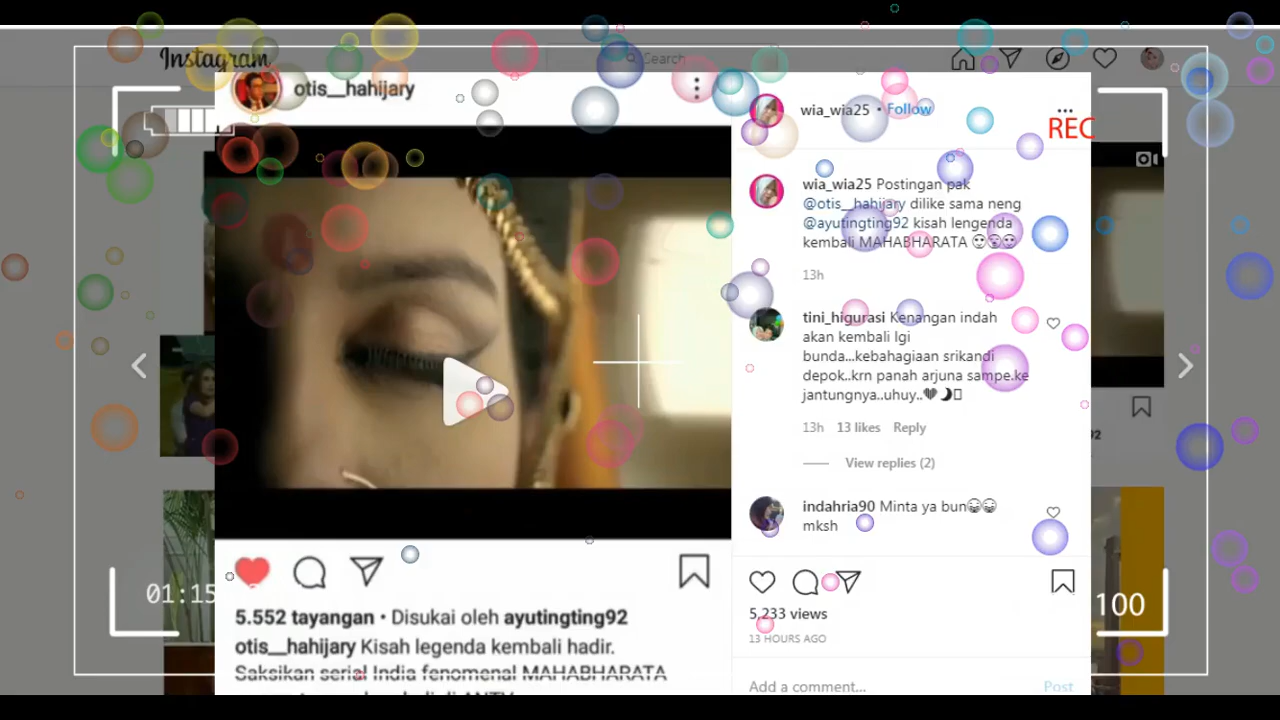 Instagram
Search
otis__hahijary
wia_wia25 • Follow
REC
wia_wia25 Postingan pak
@otis__hahijary dilike sama neng
@ayutingting92 kisah lengenda
kembali MAHABHARATA
13h
tini_higurasi Kenangan indah
akan kembali lgi
bunda...kebahagiaan srikandi
depok..krn panah arjuna sampe.ke
jantungnya..uhuy..
13h 13 likes Reply
View replies (2)
indahria90 Minta ya bun
mksh
01:15
100
5.552 tayangan • Disukai oleh ayutingting92
otis__hahijary Kisah legenda kembali hadir.
Saksikan serial India fenomenal MAHABHARATA
5,233 views
13 HOURS AGO
Add a comment... Post